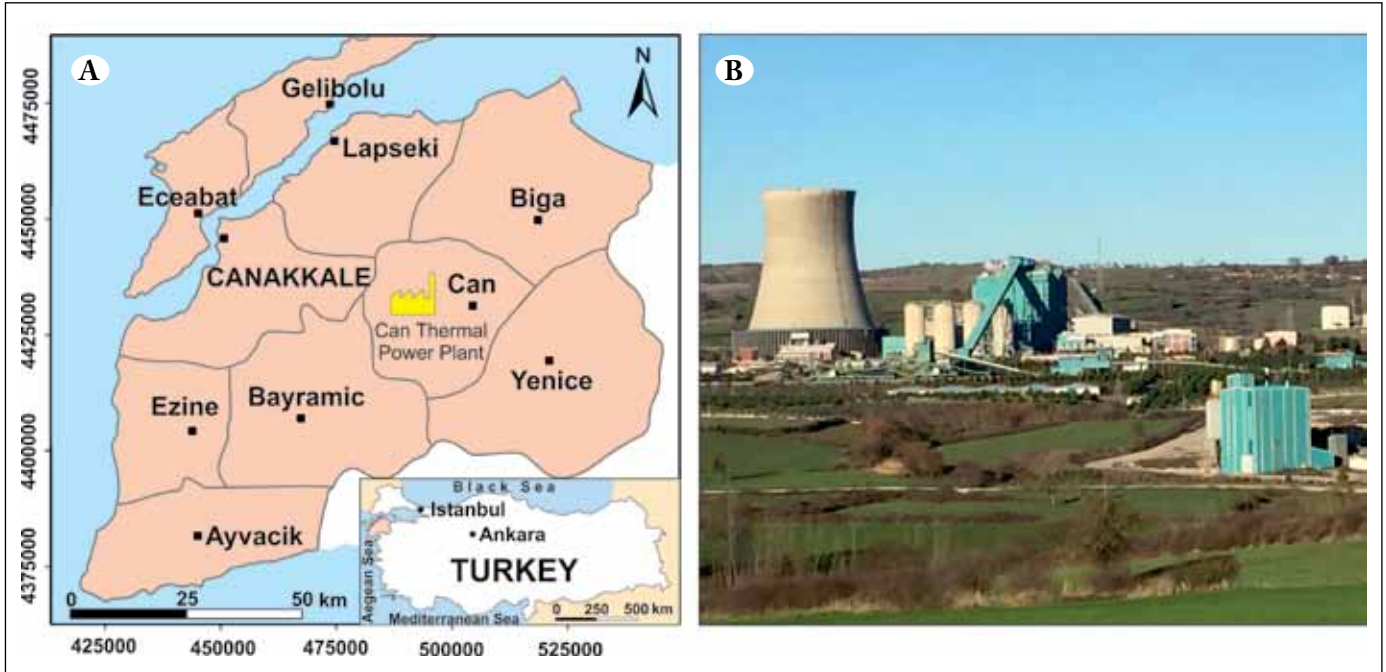 A
N
Gelibolu
Lapseki
Eceabat
Biga
CANAKKALE
Can
Can Thermal
Power Plant
Yenice
Ezine
Bayramic
Ayvacik
0 25 50 km
Black Sea
Istanbul
Ankara
Aegean Sea
TURKEY
Mediterranean Sea
0 250 500 km
4475000
4450000
4425000
4400000
4375000
425000 450000 475000 500000 525000
B